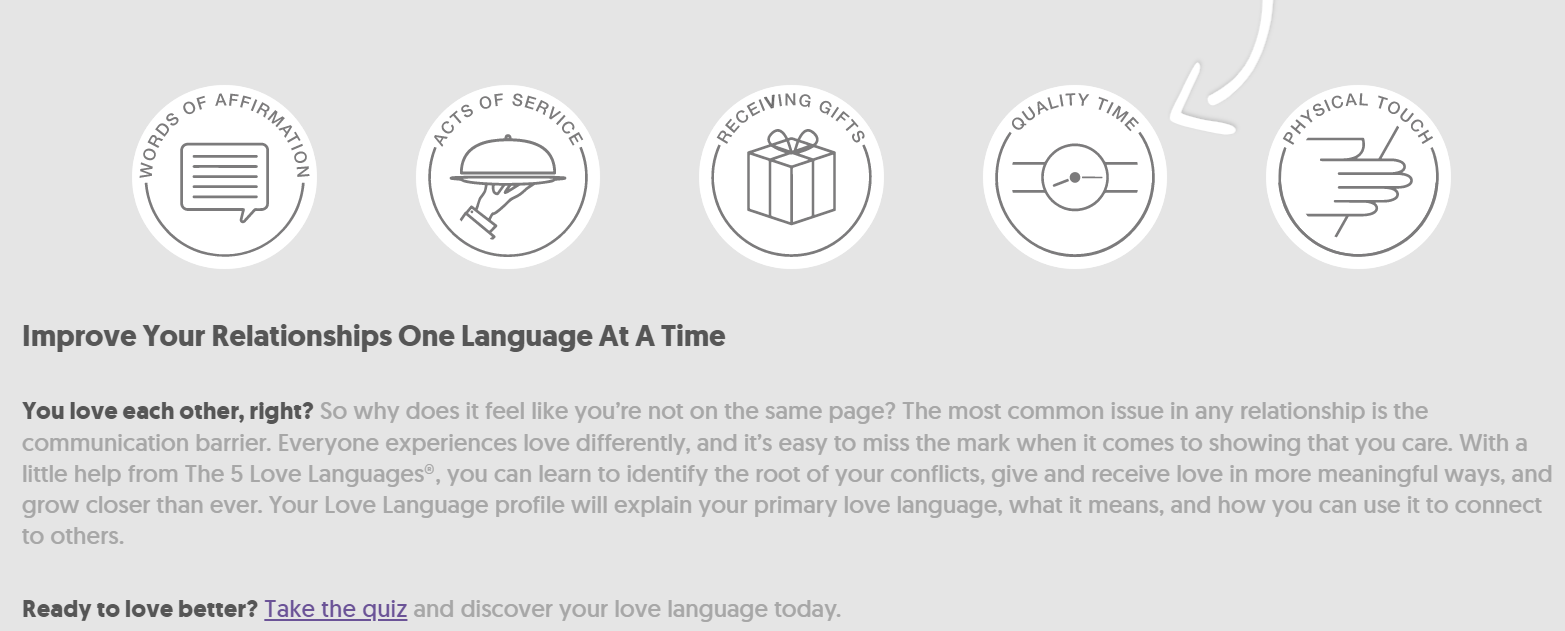 WORDS OF AFFIRMATION
ACTS OF SERVICE
RECEIVING GIFTS
QUALITY TIME
PHYSICAL TOUCH
Improve Your Relationships One Language At A Time
You love each other, right? So why does it feel like you’re not on the same page? The most common issue in any relationship is the
communication barrier. Everyone experiences love differently, and it’s easy to miss the mark when it comes to showing that you care. With a
little help from The 5 Love Languages®, you can learn to identify the root of your conflicts, give and receive love in more meaningful ways, and
grow closer than ever. Your Love Language profile will explain your primary love language, what it means, and how you can use it to connect
to others.
Ready to love better? Take the quiz and discover your love language today.